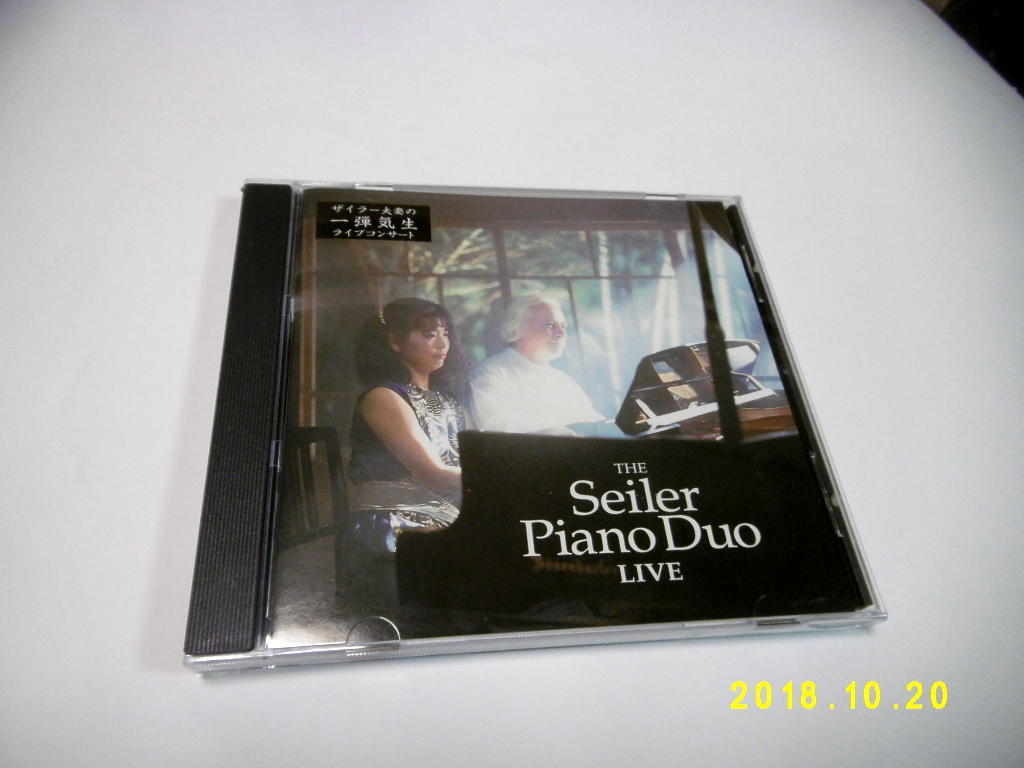 ザイラー夫妻の
一弾気生
ライブコンサート
THE
Seiler
Piano Duo
LIVE
2018.10.20